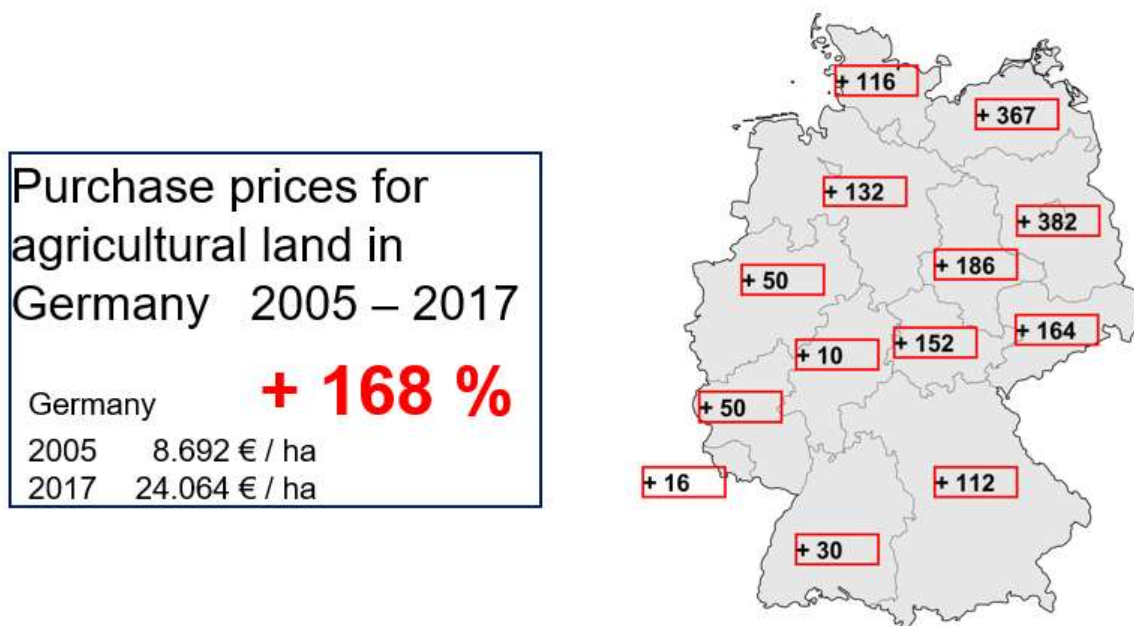 Purchase prices for
agricultural land in
Germany 2005 – 2017
+ 168 %
Germany
2005 8.692 € / ha
2017 24.064 € / ha
+ 116
+ 367
+ 132
+ 382
+ 186
+ 50
+ 164
+ 152
+ 10
+ 50
+ 16
+ 112
+ 30